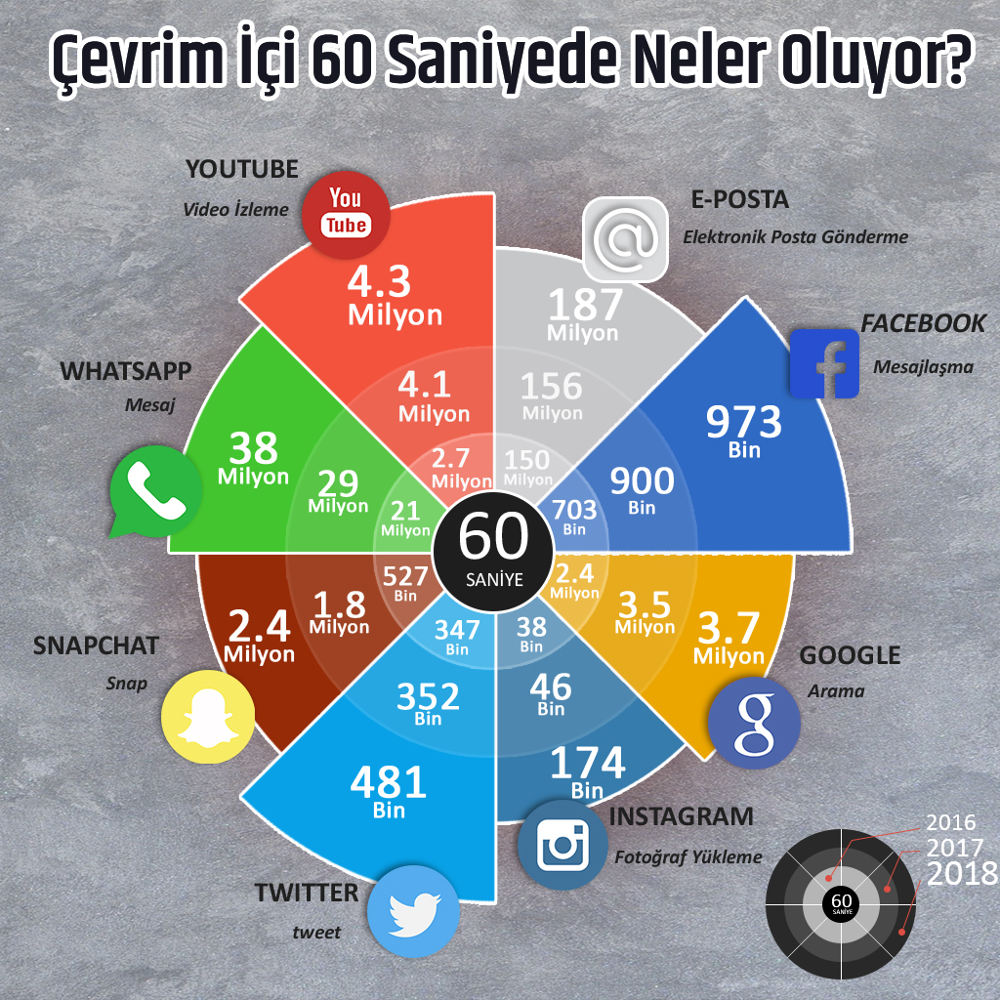 Çevrim İçi 60 Saniyede Neler Oluyor?
YOUTUBE
Video İzleme
You
Tube
4.3
Milyon
4.1
Milyon
2.7
Milyon
E-POSTA
Elektronik Posta Gönderme
@
187
Milyon
156
Milyon
150
Milyon
FACEBOOK
Mesajlaşma
f
973
Bin
900
Bin
703
Bin
WHATSAPP
Mesaj
38
Milyon
29
Milyon
21
Milyon
60
SANİYE
SNAPCHAT
Snap
2.4
Milyon
1.8
Milyon
527
Bin
GOOGLE
Arama
g
2.4
Milyon
3.5
Milyon
3.7
Milyon
TWITTER
tweet
347
Bin
352
Bin
481
Bin
INSTAGRAM
Fotoğraf Yükleme
38
Bin
46
Bin
174
Bin
2016
2017
2018
60
SANİYE